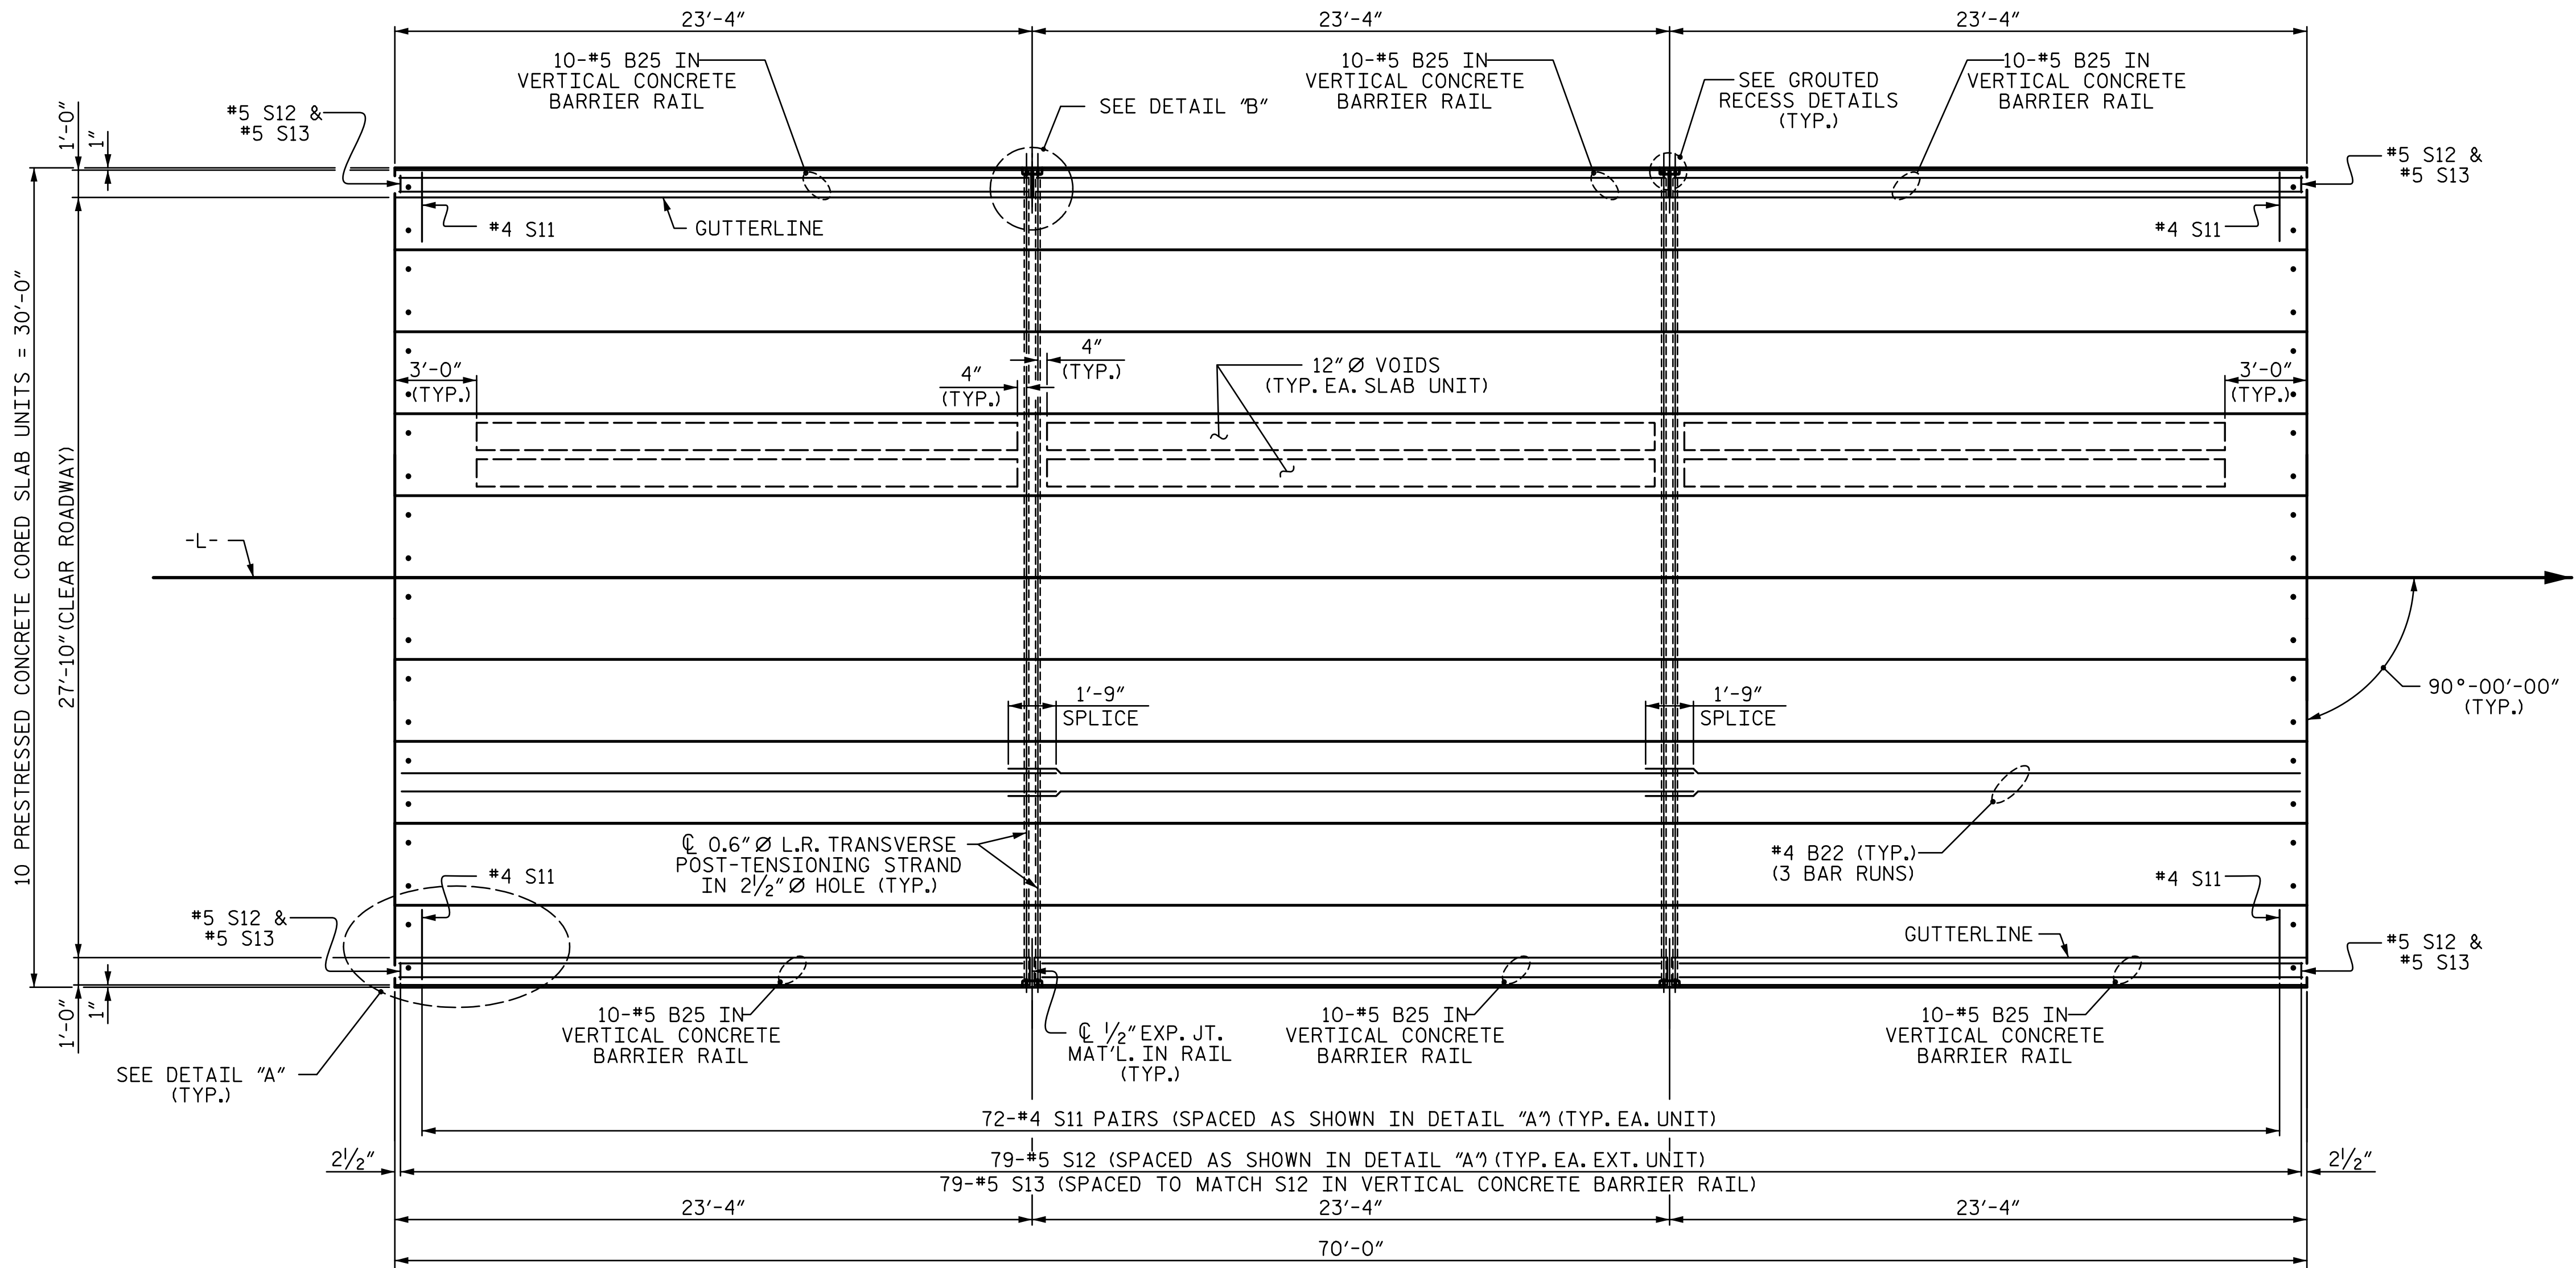 23'-4"
23'-4"
23'-4"
10-#5 B25 IN
VERTICAL CONCRETE
BARRIER RAIL
10-#5 B25 IN
VERTICAL CONCRETE
BARRIER RAIL
10-#5 B25 IN
VERTICAL CONCRETE
BARRIER RAIL
SEE GROUTED
RECESS DETAILS
(TYP.)
SEE DETAIL "B"
#5 S12 &
#5 S13
1'-0"
1"
#5 S12 &
#5 S13
#4 S11
GUTTERLINE
#4 S11
10 PRESTRESSED CONCRETE CORED SLAB UNITS = 30'-0"
27'-10" (CLEAR ROADWAY)
3'-0"
(TYP.)
4"
(TYP.)
4"
(TYP.)
12" Ø VOIDS
(TYP. EA. SLAB UNIT)
3'-0"
(TYP.)
-L-
90°-00'-00"
(TYP.)
1'-9"
SPLICE
1'-9"
SPLICE
℄ 0.6" Ø L.R. TRANSVERSE
POST-TENSIONING STRAND
IN 2½" Ø HOLE (TYP.)
#4 B22 (TYP.)
(3 BAR RUNS)
#4 S11
#4 S11
#5 S12 &
#5 S13
GUTTERLINE
#5 S12 &
#5 S13
1'-0"
1"
10-#5 B25 IN
VERTICAL CONCRETE
BARRIER RAIL
℄ ½" EXP. JT.
MAT'L. IN RAIL
(TYP.)
10-#5 B25 IN
VERTICAL CONCRETE
BARRIER RAIL
10-#5 B25 IN
VERTICAL CONCRETE
BARRIER RAIL
SEE DETAIL "A"
(TYP.)
72-#4 S11 PAIRS (SPACED AS SHOWN IN DETAIL "A") (TYP. EA. UNIT)
2½"
79-#5 S12 (SPACED AS SHOWN IN DETAIL "A") (TYP. EA. EXT. UNIT)
2½"
79-#5 S13 (SPACED TO MATCH S12 IN VERTICAL CONCRETE BARRIER RAIL)
23'-4"
23'-4"
23'-4"
70'-0"